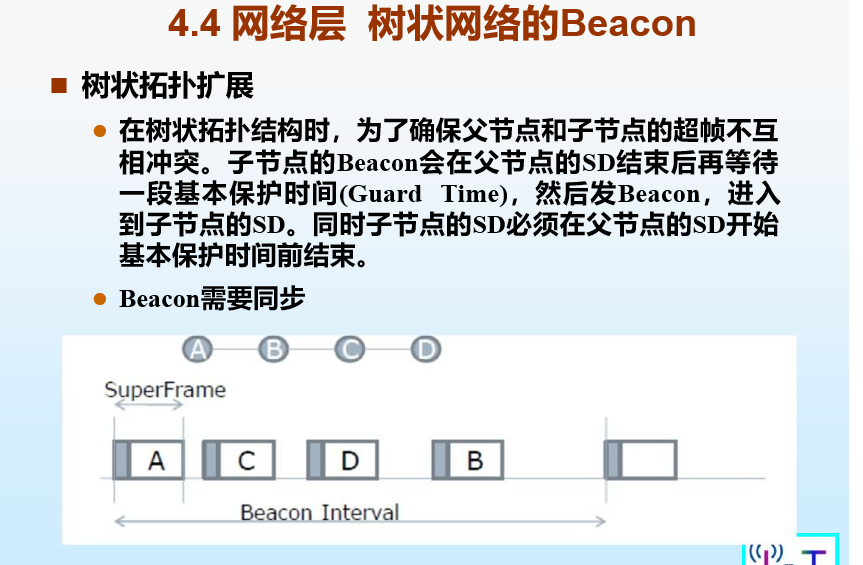 4.4 网络层 树状网络的Beacon
树状拓扑扩展
在树状拓扑结构时，为了确保父节点和子节点的超帧不互
相冲突。子节点的Beacon会在父节点的SD结束后再等待
一段基本保护时间(Guard Time)，然后发Beacon，进入
到子节点的SD。同时子节点的SD必须在父节点的SD开始
基本保护时间前结束。
Beacon需要同步
A B C D
SuperFrame
A C D B
Beacon Interval